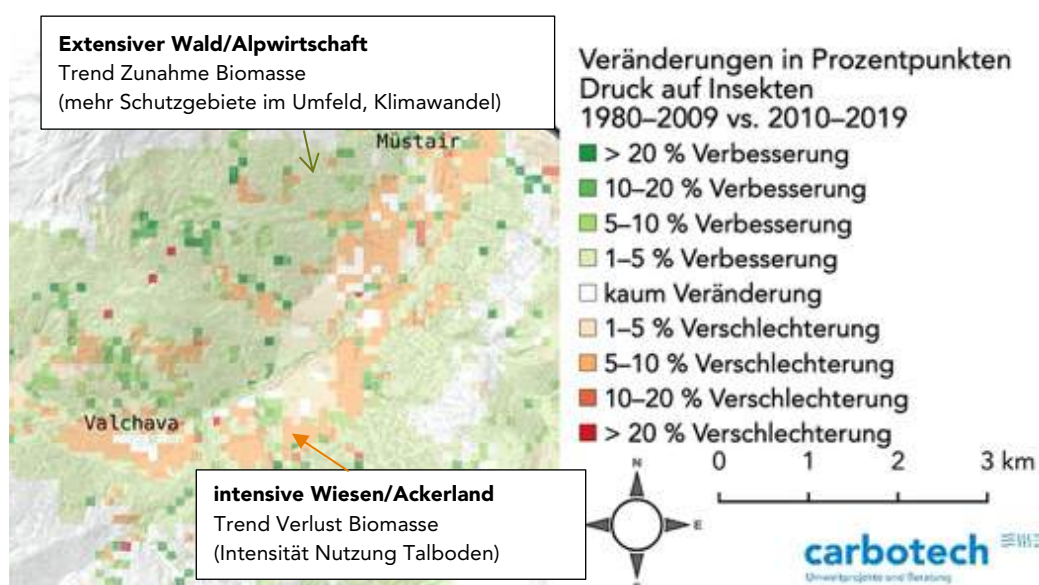 Extensiver Wald/Alpwirtschaft
Trend Zunahme Biomasse
(mehr Schutzgebiete im Umfeld, Klimawandel)
Müstair
Valchava
intensive Wiesen/Ackerland
Trend Verlust Biomasse
(Intensität Nutzung Talboden)
Veränderungen in Prozentpunkten
Druck auf Insekten
1980–2009 vs. 2010–2019
> 20 % Verbesserung
10–20 % Verbesserung
5–10 % Verbesserung
1–5 % Verbesserung
kaum Veränderung
1–5 % Verschlechterung
5–10 % Verschlechterung
10–20 % Verschlechterung
> 20 % Verschlechterung
N
E
0 1 2 3 km
carbotech
Umweltprojekte und Beratung